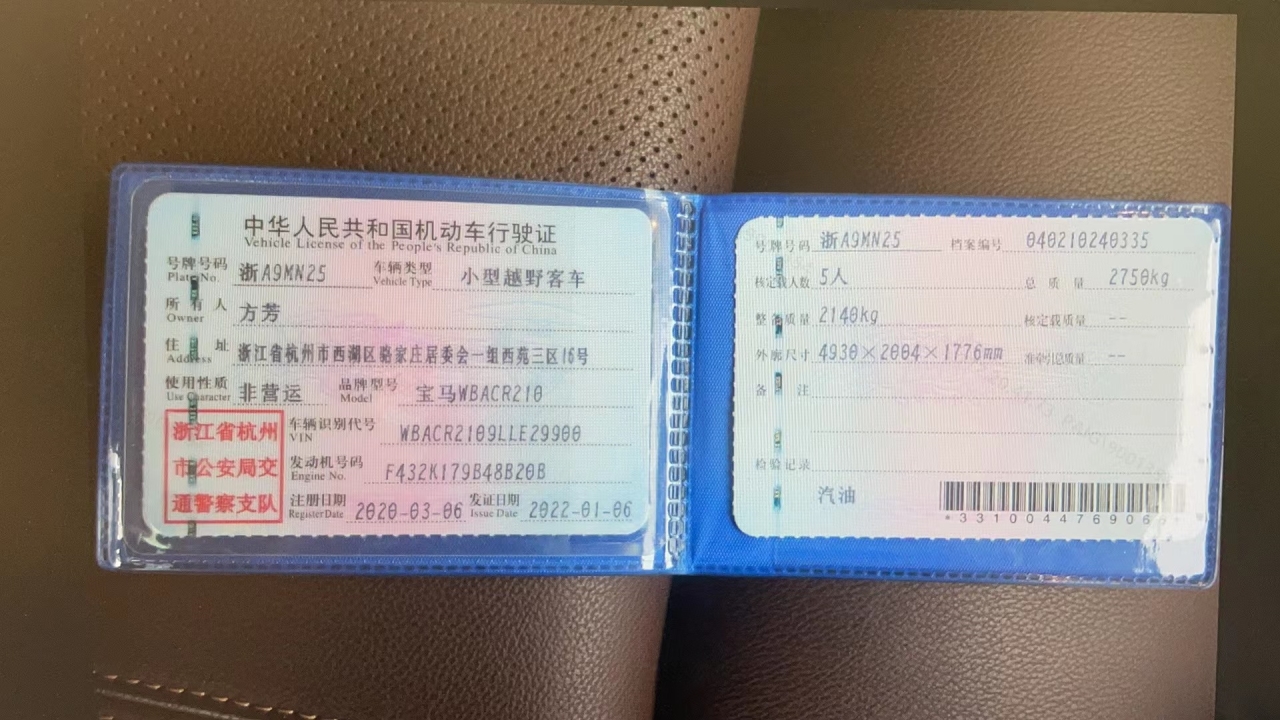 中华人民共和国机动车行驶证
Vehicle License of the People's Republic of China
号牌号码 浙A9MN25 车辆类型 小型越野客车
Plate No. Vehicle Type
所有人 方芳
Owner
住址 浙江省杭州市西湖区骆家庄居委会一组西苑三区16号
Address
使用性质 非营运 品牌型号 宝马WBACR210
Use Character Model
浙江省杭州
市公安局交
通警察支队
车辆识别代号 WBACR2109LLE29900
VIN
发动机号码 F432K179B48B20B
Engine No.
注册日期 2020-03-06 发证日期 2022-01-06
Register Date Issue Date
号牌号码 浙A9MN25 档案编号 040210240335
核定载人数 5人 总质量 2750kg
整备质量 2140kg 核定载质量 --
外廓尺寸 4930×2004×1776mm 准牵引总质量 --
备注
检验记录
汽油
*331004476906